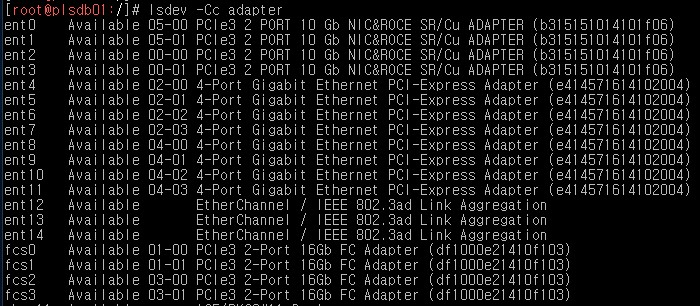 [root@plsdb01:/]# lsdev -Cc adapter
ent0 Available 05-00 PCIe3 2 PORT 10 Gb NIC&ROCE SR/Cu ADAPTER (b315151014101f06)
ent1 Available 05-01 PCIe3 2 PORT 10 Gb NIC&ROCE SR/Cu ADAPTER (b315151014101f06)
ent2 Available 00-00 PCIe3 2 PORT 10 Gb NIC&ROCE SR/Cu ADAPTER (b315151014101f06)
ent3 Available 00-01 PCIe3 2 PORT 10 Gb NIC&ROCE SR/Cu ADAPTER (b315151014101f06)
ent4 Available 02-00 4-Port Gigabit Ethernet PCI-Express Adapter (e414571614102004)
ent5 Available 02-01 4-Port Gigabit Ethernet PCI-Express Adapter (e414571614102004)
ent6 Available 02-02 4-Port Gigabit Ethernet PCI-Express Adapter (e414571614102004)
ent7 Available 02-03 4-Port Gigabit Ethernet PCI-Express Adapter (e414571614102004)
ent8 Available 04-00 4-Port Gigabit Ethernet PCI-Express Adapter (e414571614102004)
ent9 Available 04-01 4-Port Gigabit Ethernet PCI-Express Adapter (e414571614102004)
ent10 Available 04-02 4-Port Gigabit Ethernet PCI-Express Adapter (e414571614102004)
ent11 Available 04-03 4-Port Gigabit Ethernet PCI-Express Adapter (e414571614102004)
ent12 Available EtherChannel / IEEE 802.3ad Link Aggregation
ent13 Available EtherChannel / IEEE 802.3ad Link Aggregation
ent14 Available EtherChannel / IEEE 802.3ad Link Aggregation
fcs0 Available 01-00 PCIe3 2-Port 16Gb FC Adapter (df1000e21410f103)
fcs1 Available 01-01 PCIe3 2-Port 16Gb FC Adapter (df1000e21410f103)
fcs2 Available 03-00 PCIe3 2-Port 16Gb FC Adapter (df1000e21410f103)
fcs3 Available 03-01 PCIe3 2-Port 16Gb FC Adapter (df1000e21410f103)